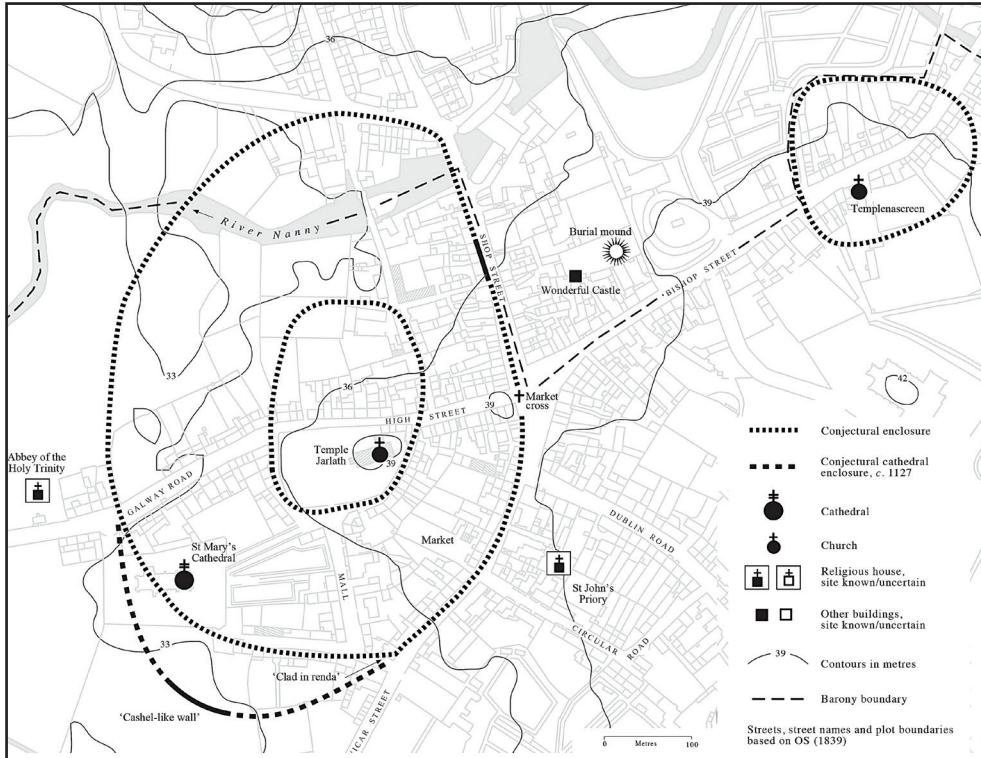 36
39
Templenascreen
River Nanny
SHOP STREET
Burial mound
Wonderful Castle
BISHOP STREET
33
36
42
39
Market
cross
HIGH STREET
Temple
Jarlath
39
Abbey of the
Holy Trinity
GALWAY ROAD
St Mary's
Cathedral
Market
DUBLIN ROAD
MALL
St John's
Priory
CIRCULAR ROAD
33
'Clad in renda'
'Cashel-like wall'
VICAR STREET
Conjectural enclosure
Conjectural cathedral
enclosure, c. 1127
Cathedral
Church
Religious house,
site known/uncertain
Other buildings,
site known/uncertain
39
Contours in metres
Barony boundary
Streets, street names and plot boundaries
based on OS (1839)
0
Metres
100